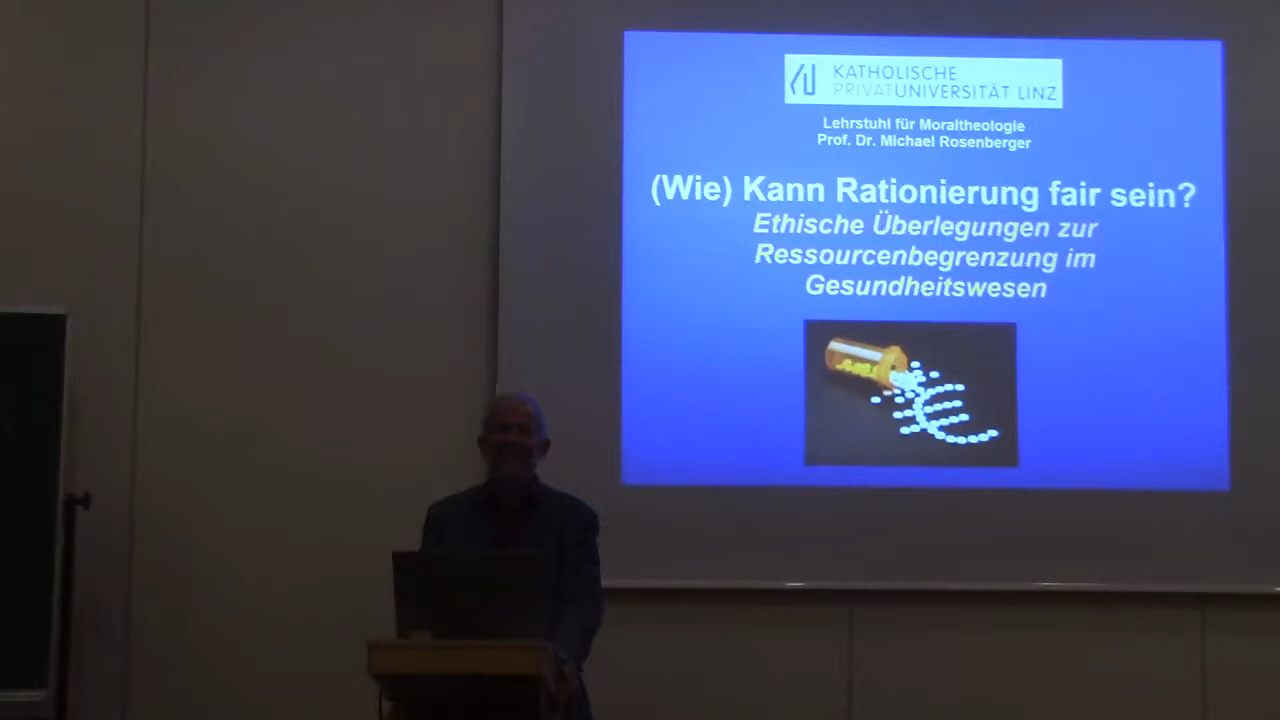 KATHOLISCHE
PRIVATUNIVERSITÄT LINZ
Lehrstuhl für Moraltheologie
Prof. Dr. Michael Rosenberger
(Wie) Kann Rationierung fair sein?
Ethische Überlegungen zur
Ressourcenbegrenzung im
Gesundheitswesen